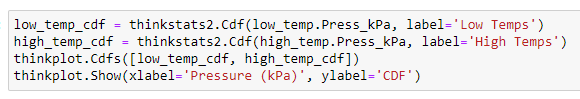 low_temp_cdf = thinkstats2.Cdf(low_temp.Press_kPa, label='Low Temps')
high_temp_cdf = thinkstats2.Cdf(high_temp.Press_kPa, label='High Temps')
thinkplot.Cdfs([low_temp_cdf, high_temp_cdf])
thinkplot.Show(xlabel='Pressure (kPa)', ylabel='CDF')